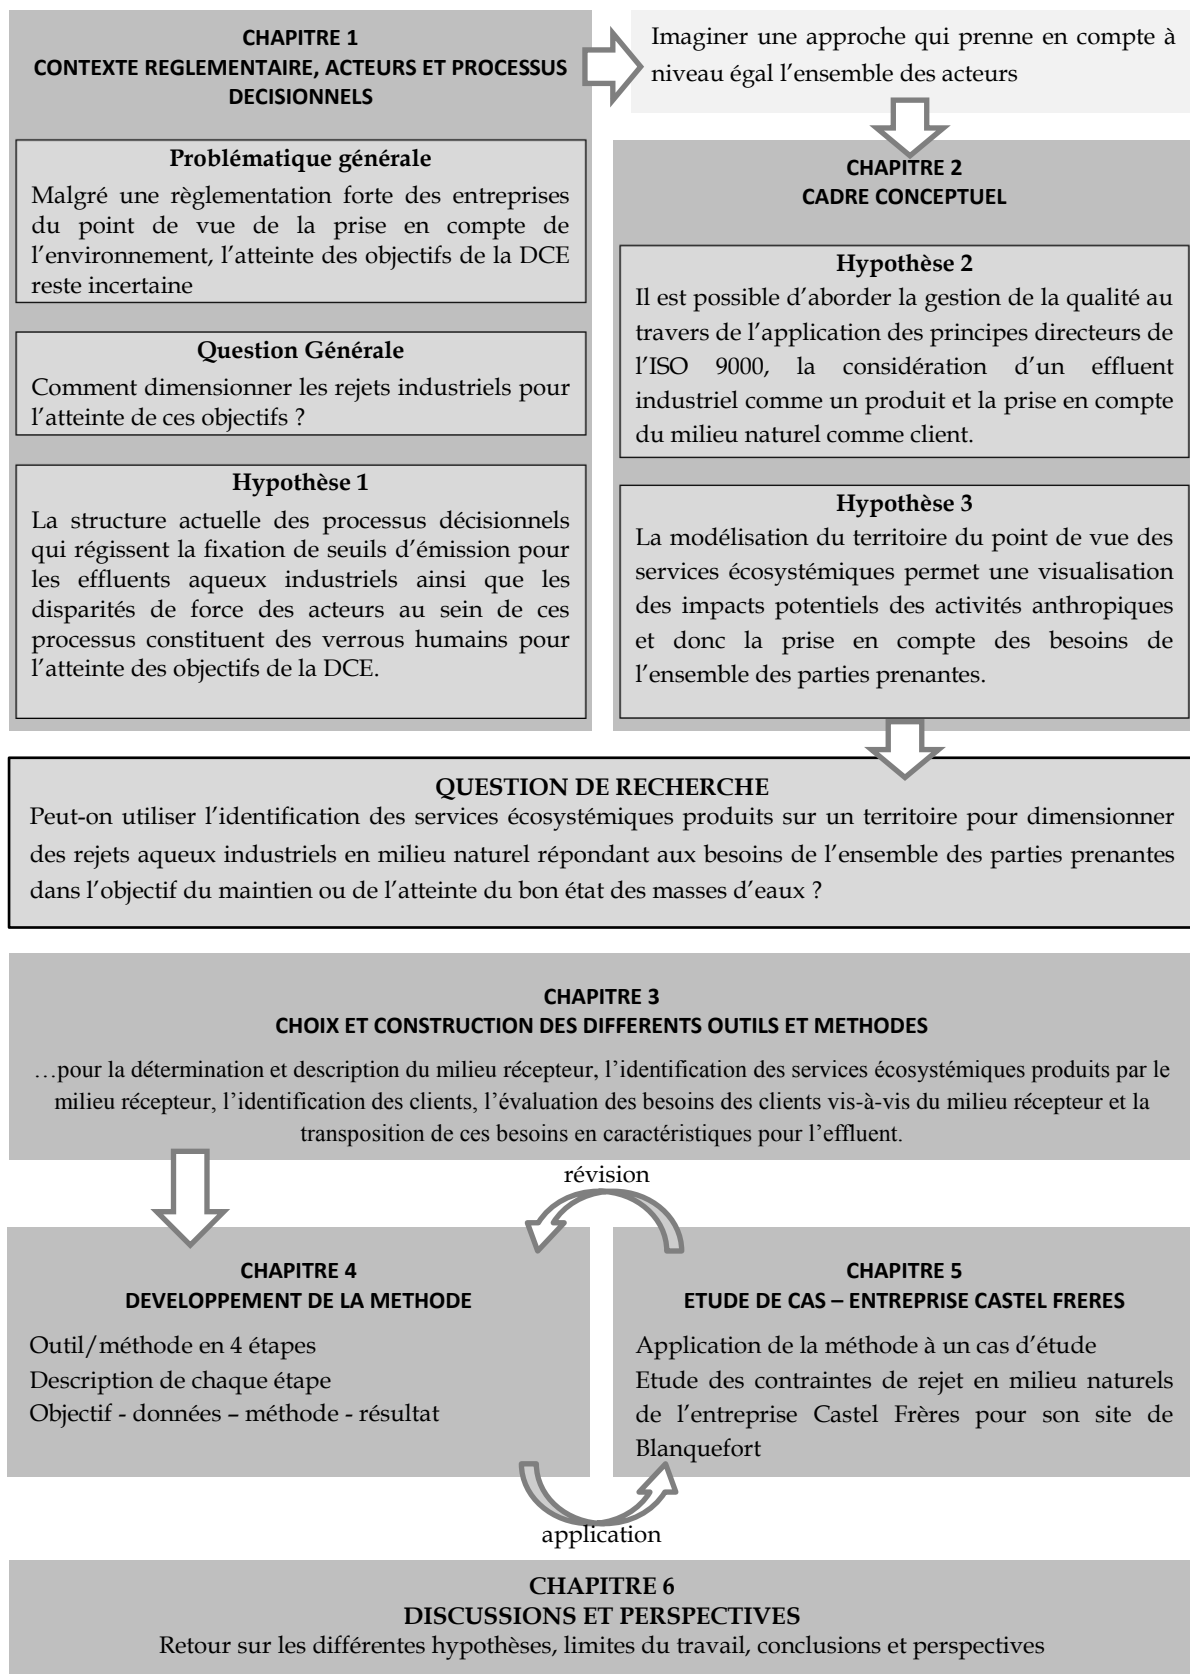 CHAPITRE 1
CONTEXTE REGLEMENTAIRE, ACTEURS ET PROCESSUS
DECISIONNELS
Problématique générale
Malgré une règlementation forte des entreprises
du point de vue de la prise en compte de
l’environnement, l’atteinte des objectifs de la DCE
reste incertaine
Question Générale
Comment dimensionner les rejets industriels pour
l’atteinte de ces objectifs ?
Hypothèse 1
La structure actuelle des processus décisionnels
qui régissent la fixation de seuils d’émission pour
les effluents aqueux industriels ainsi que les
disparités de force des acteurs au sein de ces
processus constituent des verrous humains pour
l’atteinte des objectifs de la DCE.
Imaginer une approche qui prenne en compte à
niveau égal l’ensemble des acteurs
CHAPITRE 2
CADRE CONCEPTUEL
Hypothèse 2
Il est possible d’aborder la gestion de la qualité au
travers de l’application des principes directeurs de
l’ISO 9000, la considération d’un effluent
industriel comme un produit et la prise en compte
du milieu naturel comme client.
Hypothèse 3
La modélisation du territoire du point de vue des
services écosystémiques permet une visualisation
des impacts potentiels des activités anthropiques
et donc la prise en compte des besoins de
l’ensemble des parties prenantes.
QUESTION DE RECHERCHE
Peut-on utiliser l’identification des services écosystémiques produits sur un territoire pour dimensionner
des rejets aqueux industriels en milieu naturel répondant aux besoins de l’ensemble des parties prenantes
dans l’objectif du maintien ou de l’atteinte du bon état des masses d’eaux ?
CHAPITRE 3
CHOIX ET CONSTRUCTION DES DIFFERENTS OUTILS ET METHODES
…pour la détermination et description du milieu récepteur, l’identification des services écosystémiques produits par le
milieu récepteur, l’identification des clients, l’évaluation des besoins des clients vis-à-vis du milieu récepteur et la
transposition de ces besoins en caractéristiques pour l’effluent.
révision
CHAPITRE 4
DEVELOPPEMENT DE LA METHODE
Outil/méthode en 4 étapes
Description de chaque étape
Objectif - données – méthode - résultat
CHAPITRE 5
ETUDE DE CAS – ENTREPRISE CASTEL FRERES
Application de la méthode à un cas d’étude
Etude des contraintes de rejet en milieu naturels
de l’entreprise Castel Frères pour son site de
Blanquefort
application
CHAPITRE 6
DISCUSSIONS ET PERSPECTIVES
Retour sur les différentes hypothèses, limites du travail, conclusions et perspectives